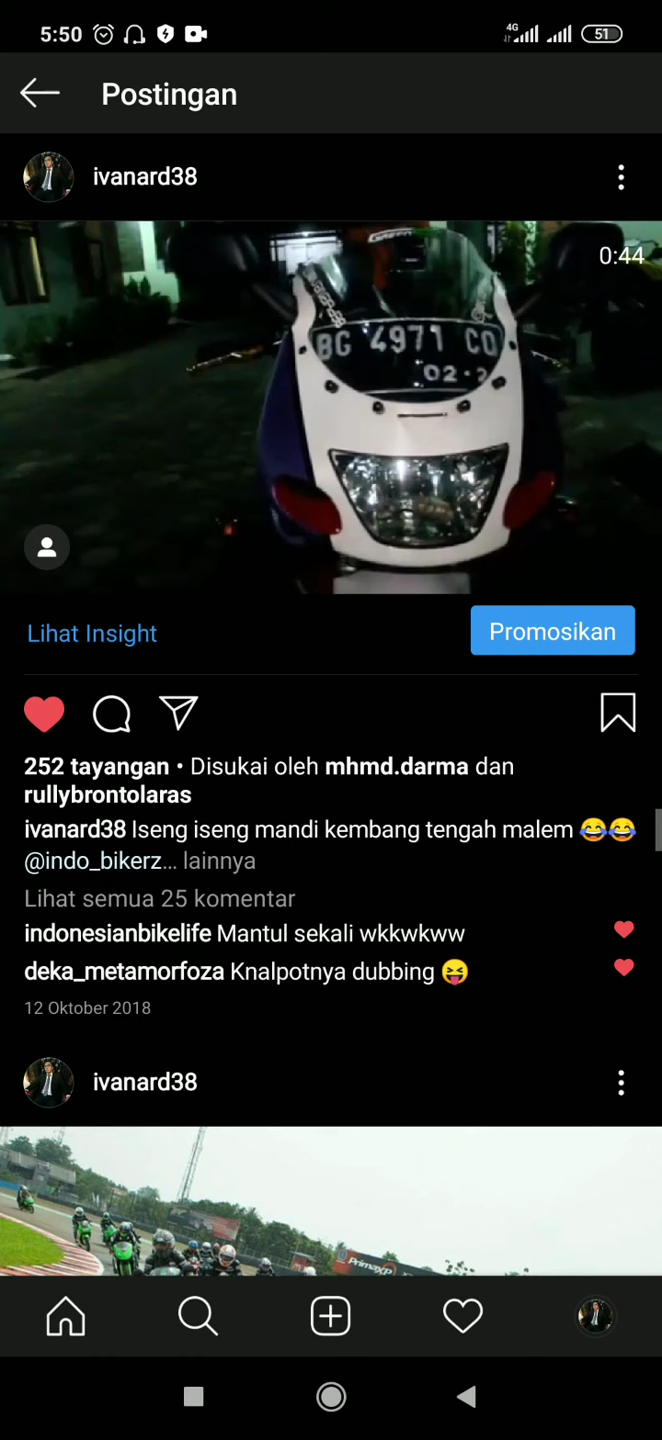 5:50
4G
51
Postingan
ivanard38
0:44
BG 4971 CO
02 · 2
Lihat Insight
Promosikan
252 tayangan • Disukai oleh mhmd.darma dan
rullybrontolaras
ivanard38 Iseng iseng mandi kembang tengah malem 😂😂
@indo_bikerz... lainnya
Lihat semua 25 komentar
indonesianbikelife Mantul sekali wkkwkww
deka_metamorfoza Knalpotnya dubbing 😝
12 Oktober 2018
ivanard38
PrimaXP